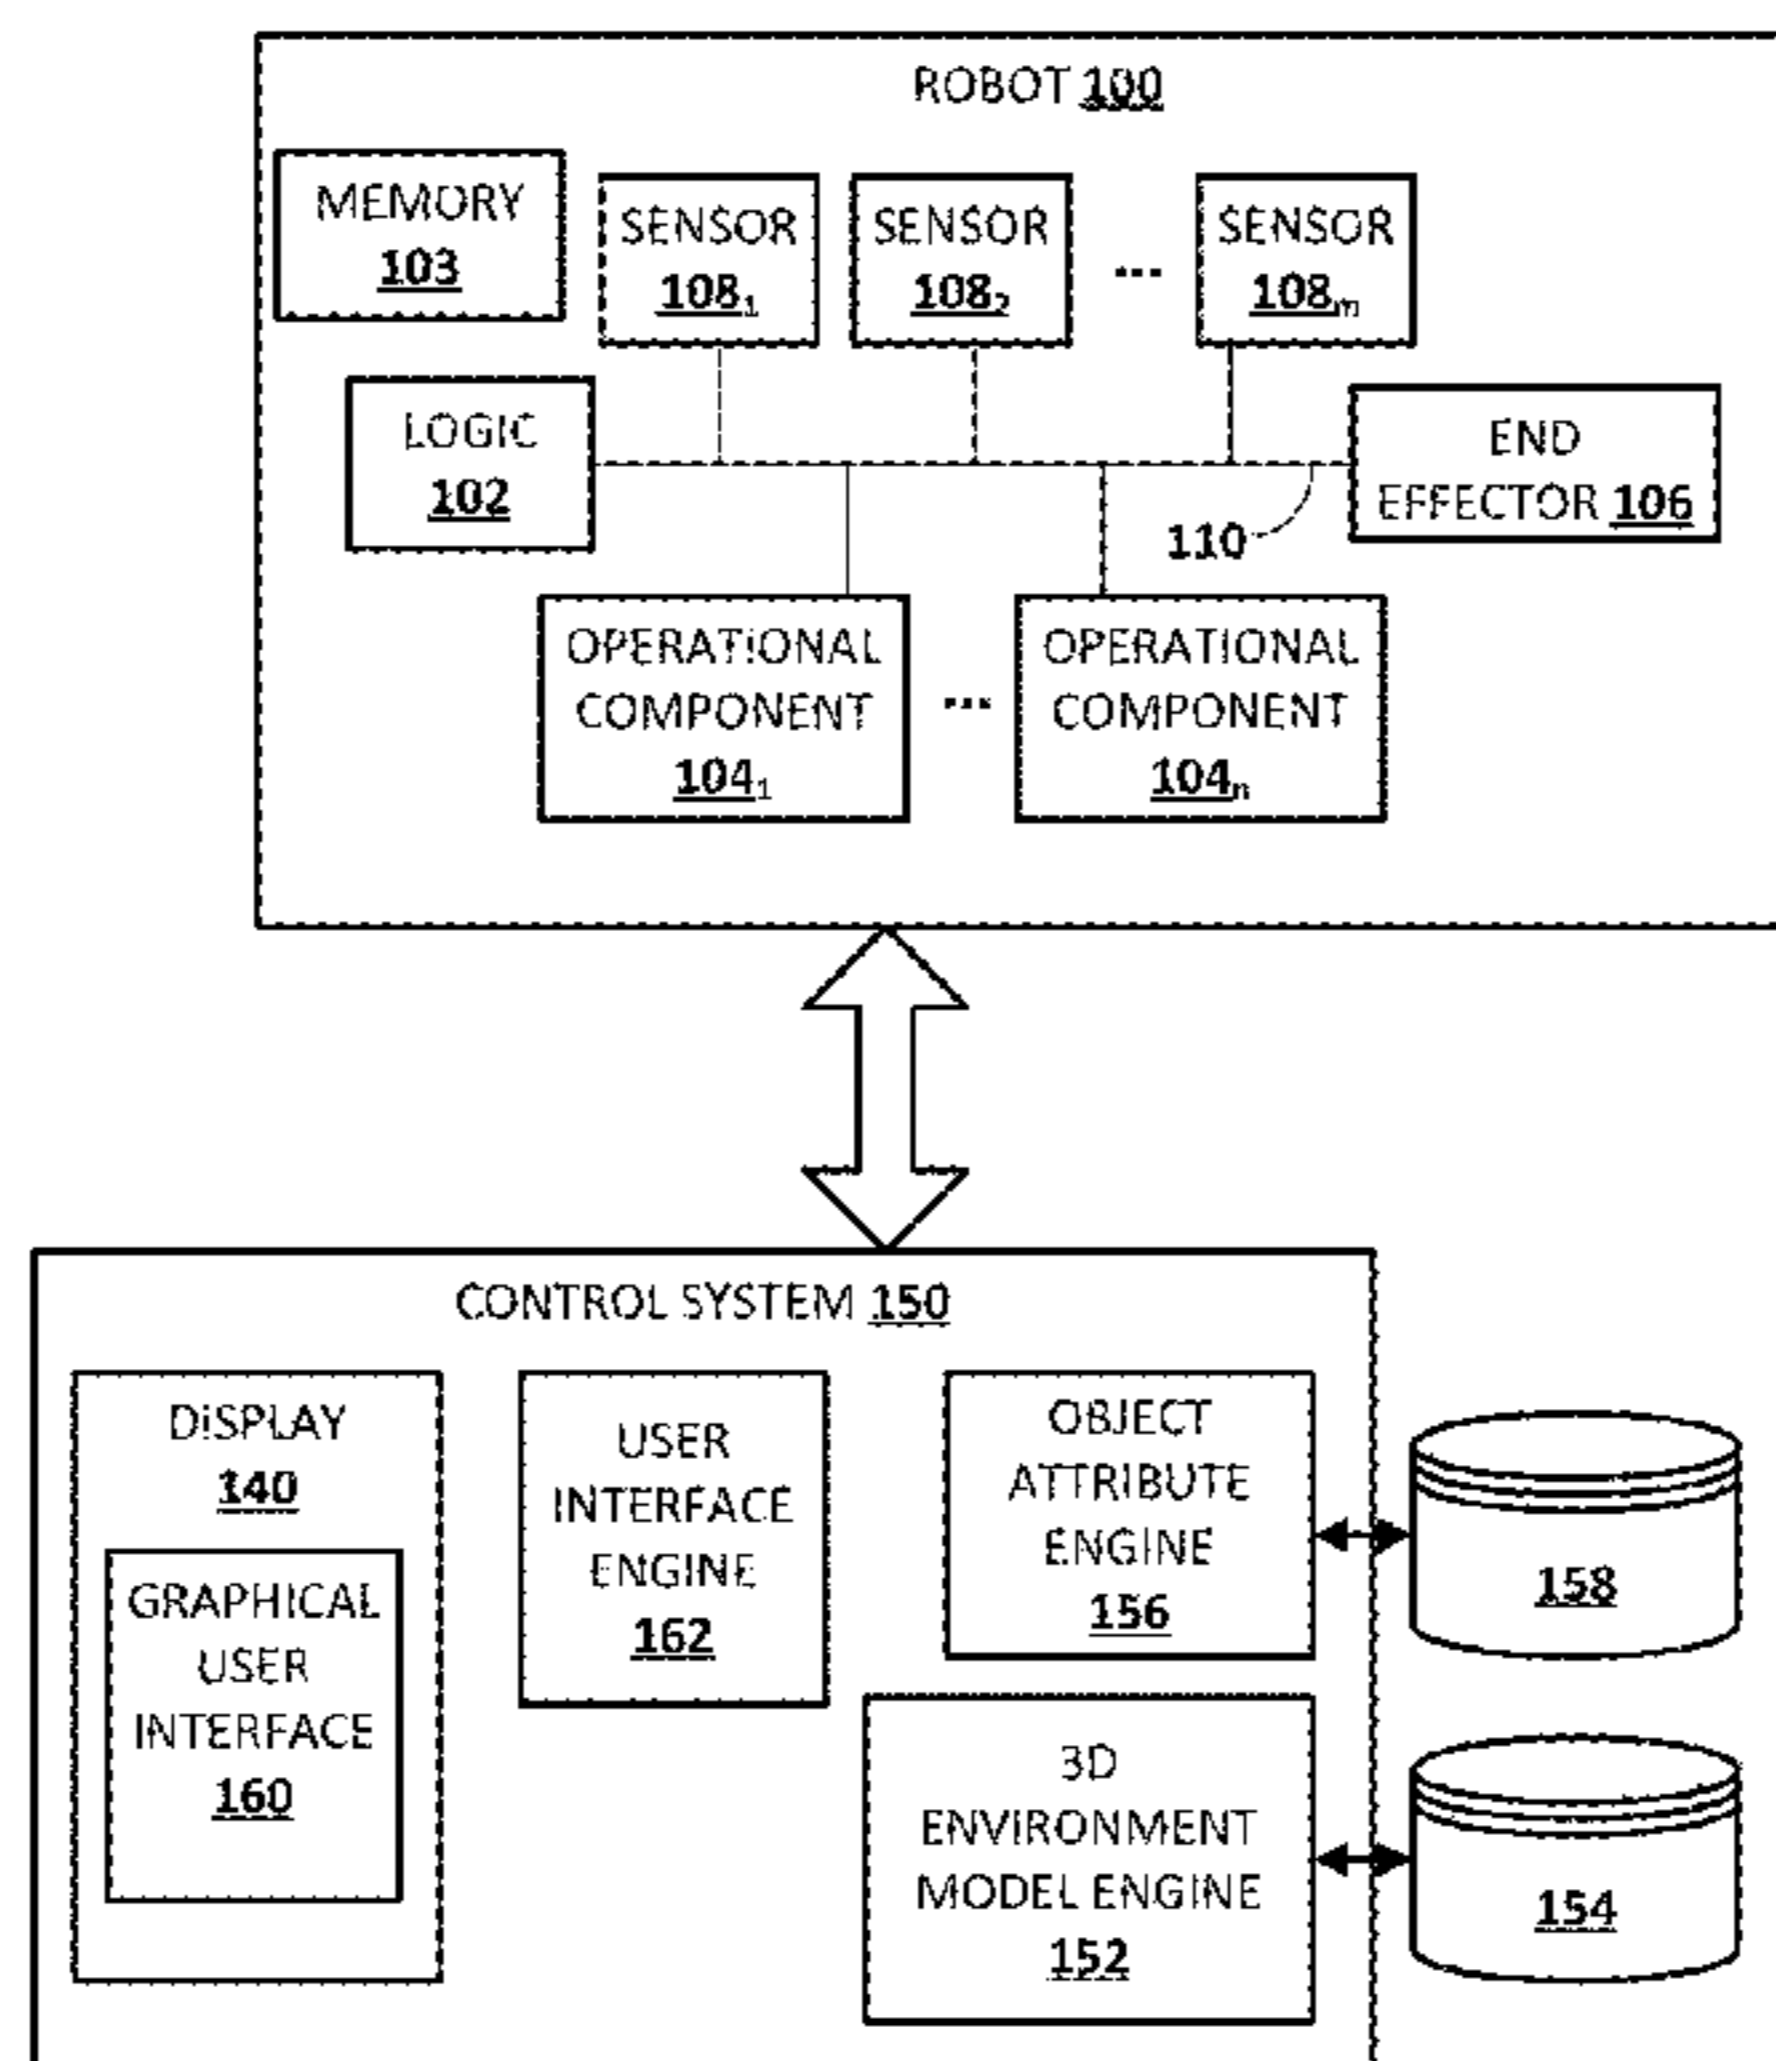 ROBOT 100
MEMORY
103
SENSOR
108₁
SENSOR
108₂
...
SENSOR
108ₘ
LOGIC
102
END
EFFECTOR 106
110
OPERATIONAL
COMPONENT
104₁
...
OPERATIONAL
COMPONENT
104ₙ
CONTROL SYSTEM 150
DISPLAY
140
GRAPHICAL
USER
INTERFACE
160
USER
INTERFACE
ENGINE
162
OBJECT
ATTRIBUTE
ENGINE
156
158
3D
ENVIRONMENT
MODEL ENGINE
152
154